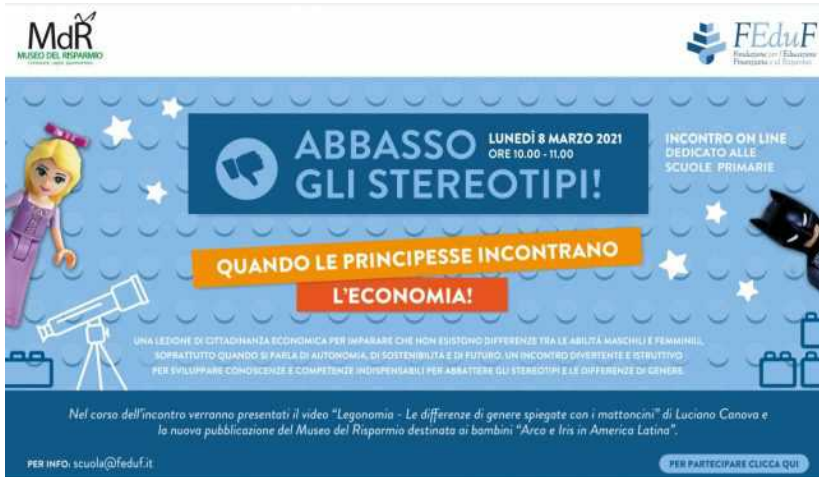 MdR
MUSEO DEL RISPARMIO
FEduF
Fondazione per l'Educazione
Finanziaria e al Risparmio
ABBASSO
GLI STEREOTIPI!
LUNEDÌ 8 MARZO 2021
ORE 10.00 - 11,00
INCONTRO ON LINE
DEDICATO ALLE
SCUOLE PRIMARIE
QUANDO LE PRINCIPESSE INCONTRANO
L'ECONOMIA!
UNA LEZIONE DI CITTADINANZA ECONOMICA PER IMPARARE CHE NON ESISTONO DIFFERENZE TRA LE ABILITÀ MASCHILI E FEMMINILI,
SOPRATTUTTO QUANDO SI PARLA DI AUTONOMIA, DI SOSTENIBILITÀ E DI FUTURO. UN INCONTRO DIVERTENTE E ISTRUTTIVO
PER SVILUPPARE CONOSCENZE E COMPETENZE INDISPENSABILI PER ABBATTERE GLI STEREOTIPI E LE DIFFERENZE DI GENERE.
Nel corso dell'incontro verranno presentati il video "Legonomia - Le differenze di genere spiegate con i mattoncini" di Luciano Canova e
la nuova pubblicazione del Museo del Risparmio destinata ai bambini "Arco e Iris in America Latina".
PER INFO: scuola@feduf.it
PER PARTECIPARE CLICCA QUI